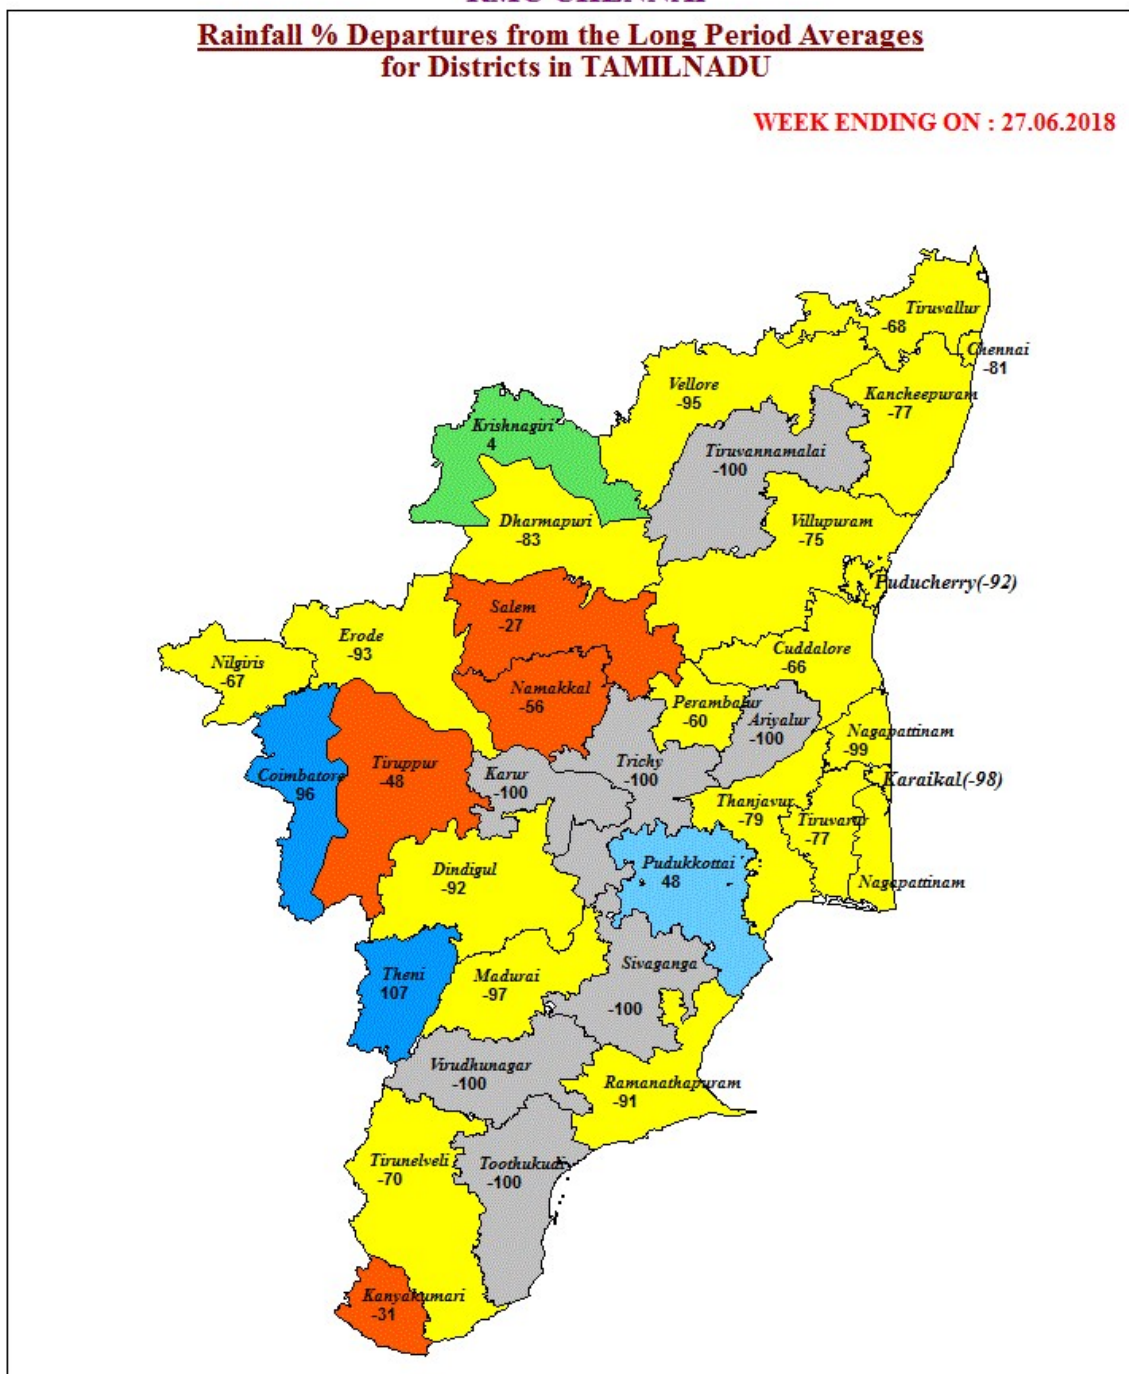 RMC CHENNAI
Rainfall % Departures from the Long Period Averages
for Districts in TAMILNADU
WEEK ENDING ON : 27.06.2018
Tiruvallur
-68
Chennai
-81
Vellore
-95
Kancheepuram
-77
Krishnagiri
4
Tiruvannamalai
-100
Dharmapuri
-83
Villupuram
-75
Puducherry(-92)
Salem
-27
Erode
-93
Nilgiris
-67
Cuddalore
-66
Namakkal
-56
Perambalur
-60
Ariyalur
-100
Nagapattinam
-99
Coimbatore
96
Tiruppur
-48
Karur
-100
Trichy
-100
Karaikal(-98)
Thanjavur
-79
Tiruvarur
-77
Dindigul
-92
Pudukkottai
48
Nagapattinam
Theni
107
Madurai
-97
Sivaganga
-100
Virudhunagar
-100
Ramanathapuram
-91
Tirunelveli
-70
Toothukudi
-100
Kanyakumari
-31